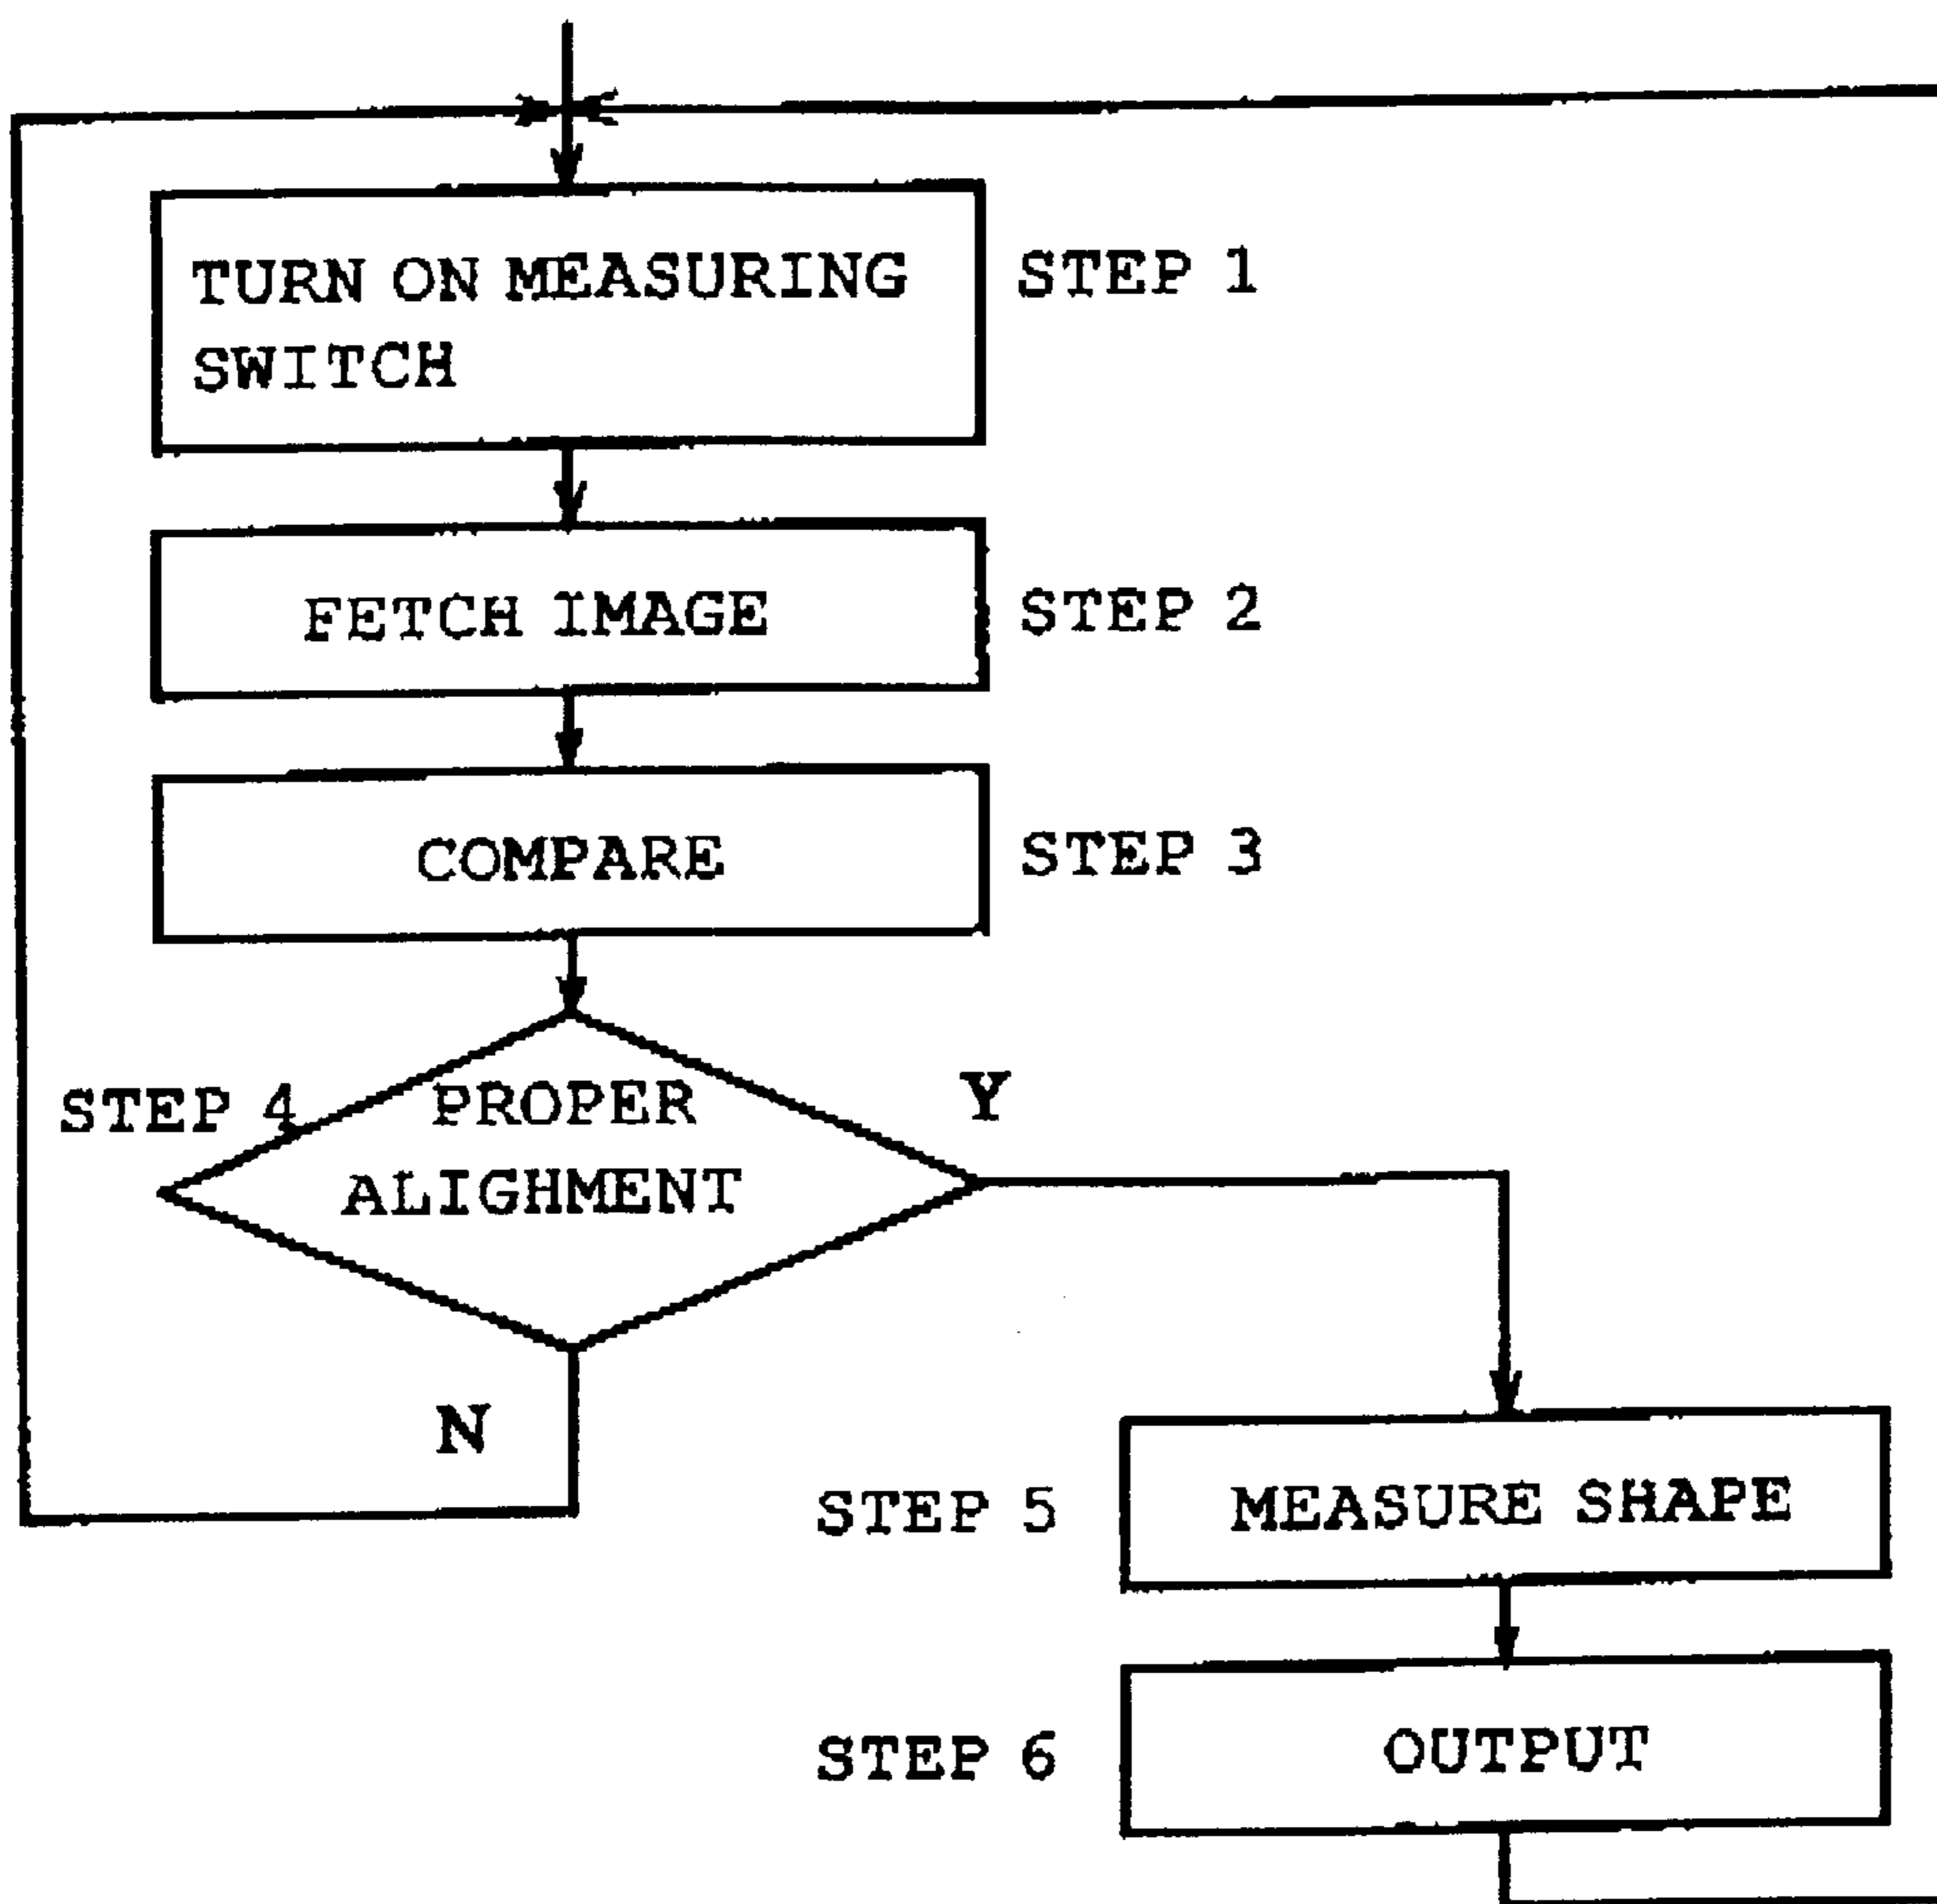 TURN ON MEASURING
SWITCH
STEP 1
FETCH IMAGE
STEP 2
COMPARE
STEP 3
STEP 4
PROPER
ALIGHMENT
Y
N
STEP 5
MEASURE SHAPE
STEP 6
OUTPUT